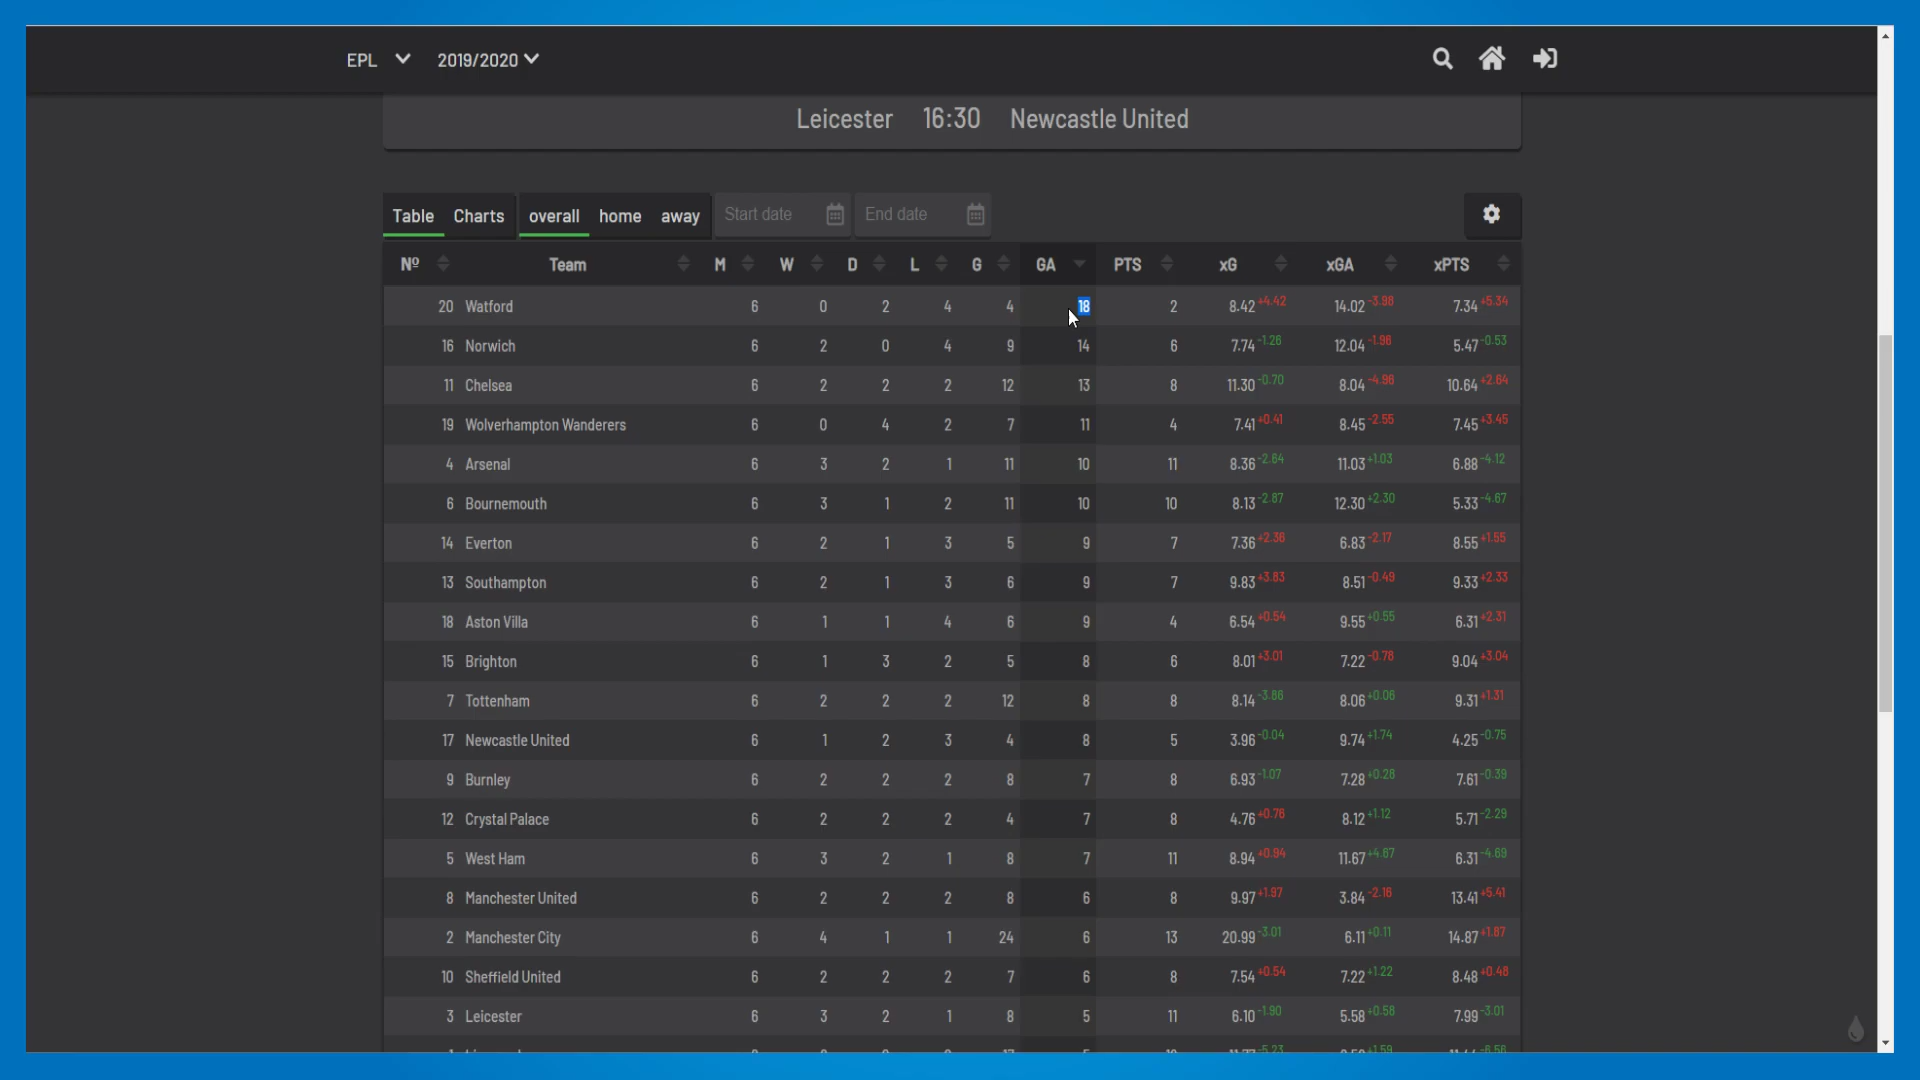 EPL 2019/2020
Leicester 16:30 Newcastle United
Table Charts overall home away Start date End date
Nº Team M W D L G GA PTS xG xGA xPTS
20 Watford 6 0 2 4 4 18 2 8.42 +4.42 14.02 -3.98 7.34 +5.34
16 Norwich 6 2 0 4 9 14 6 7.74 -1.26 12.04 -1.96 5.47 -0.53
11 Chelsea 6 2 2 2 12 13 8 11.30 -0.70 8.04 -4.96 10.64 +2.64
19 Wolverhampton Wanderers 6 0 4 2 7 11 4 7.41 +0.41 8.45 -2.55 7.45 +3.45
4 Arsenal 6 3 2 1 11 10 11 8.36 -2.64 11.03 +1.03 6.88 -4.12
6 Bournemouth 6 3 1 2 11 10 10 8.13 -2.87 12.30 +2.30 5.33 -4.67
14 Everton 6 2 1 3 5 9 7 7.36 +2.36 6.83 -2.17 8.55 +1.55
13 Southampton 6 2 1 3 6 9 7 9.83 +3.83 8.51 -0.49 9.33 +2.33
18 Aston Villa 6 1 1 4 6 9 4 6.54 +0.54 9.55 +0.55 6.31 +2.31
15 Brighton 6 1 3 2 5 8 6 8.01 +3.01 7.22 -0.78 9.04 +3.04
7 Tottenham 6 2 2 2 12 8 8 8.14 -3.86 8.06 +0.06 9.31 +1.31
17 Newcastle United 6 1 2 3 4 8 5 3.96 -0.04 9.74 +1.74 4.25 -0.75
9 Burnley 6 2 2 2 8 7 8 6.93 -1.07 7.28 +0.28 7.61 -0.39
12 Crystal Palace 6 2 2 2 4 7 8 4.76 +0.76 8.12 +1.12 5.71 -2.29
5 West Ham 6 3 2 1 8 7 11 8.94 +0.94 11.67 +4.67 6.31 -4.69
8 Manchester United 6 2 2 2 8 6 8 9.97 +1.97 3.84 -2.16 13.41 +5.41
2 Manchester City 6 4 1 1 24 6 13 20.99 -3.01 6.11 +0.11 14.87 +1.87
10 Sheffield United 6 2 2 2 7 6 8 7.54 +0.54 7.22 +1.22 8.48 +0.48
3 Leicester 6 3 2 1 8 5 11 6.10 -1.90 5.58 +0.58 7.99 -3.01
-5.23 +1.59 -6.56